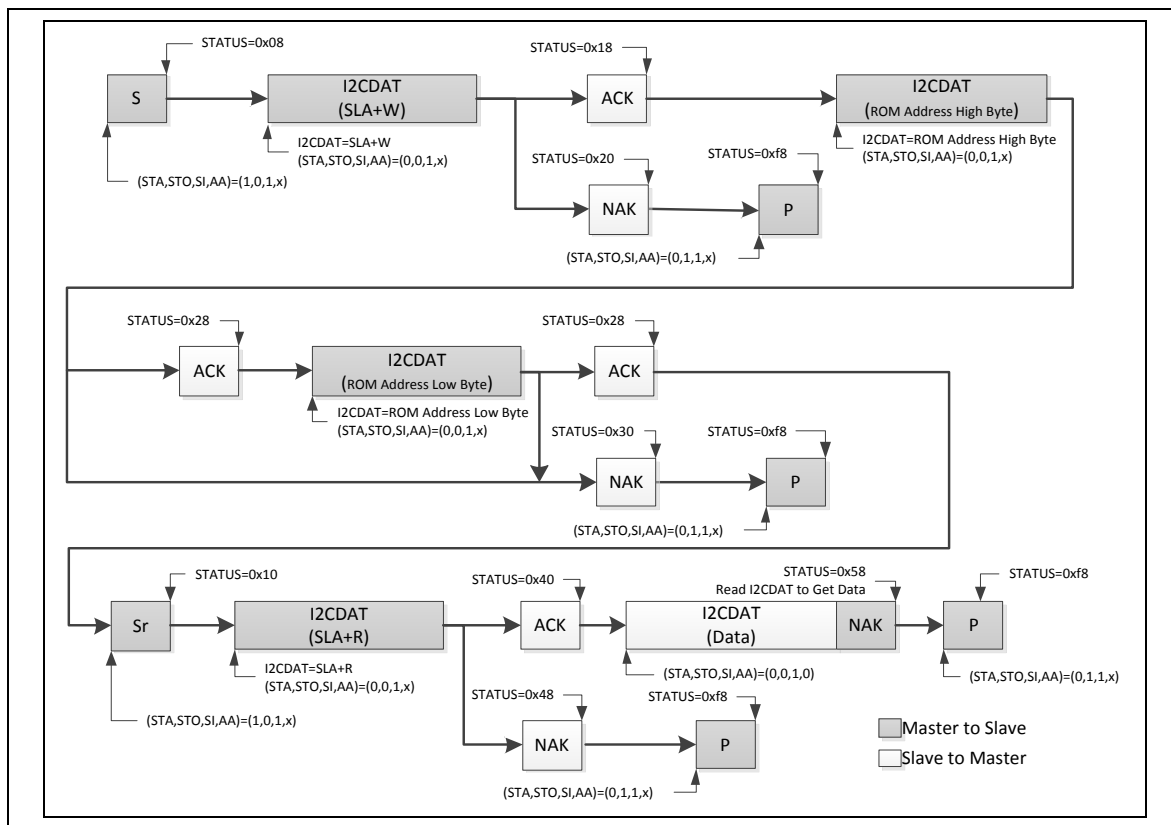 STATUS=0x08
STATUS=0x18
S
I2CDAT
(SLA+W)
ACK
I2CDAT
(ROM Address High Byte)
I2CDAT=SLA+W
(STA,STO,SI,AA)=(0,0,1,x)
I2CDAT=ROM Address High Byte
(STA,STO,SI,AA)=(0,0,1,x)
STATUS=0x20
STATUS=0xf8
(STA,STO,SI,AA)=(1,0,1,x)
NAK
P
(STA,STO,SI,AA)=(0,1,1,x)
STATUS=0x28
STATUS=0x28
ACK
I2CDAT
(ROM Address Low Byte)
ACK
I2CDAT=ROM Address Low Byte
(STA,STO,SI,AA)=(0,0,1,x)
STATUS=0x30
STATUS=0xf8
NAK
P
(STA,STO,SI,AA)=(0,1,1,x)
STATUS=0x10
STATUS=0x40
STATUS=0x58
Read I2CDAT to Get Data
STATUS=0xf8
Sr
I2CDAT
(SLA+R)
ACK
I2CDAT
(Data)
NAK
P
I2CDAT=SLA+R
(STA,STO,SI,AA)=(0,0,1,x)
(STA,STO,SI,AA)=(0,0,1,0)
(STA,STO,SI,AA)=(0,1,1,x)
STATUS=0x48
STATUS=0xf8
(STA,STO,SI,AA)=(1,0,1,x)
NAK
P
Master to Slave
Slave to Master
(STA,STO,SI,AA)=(0,1,1,x)